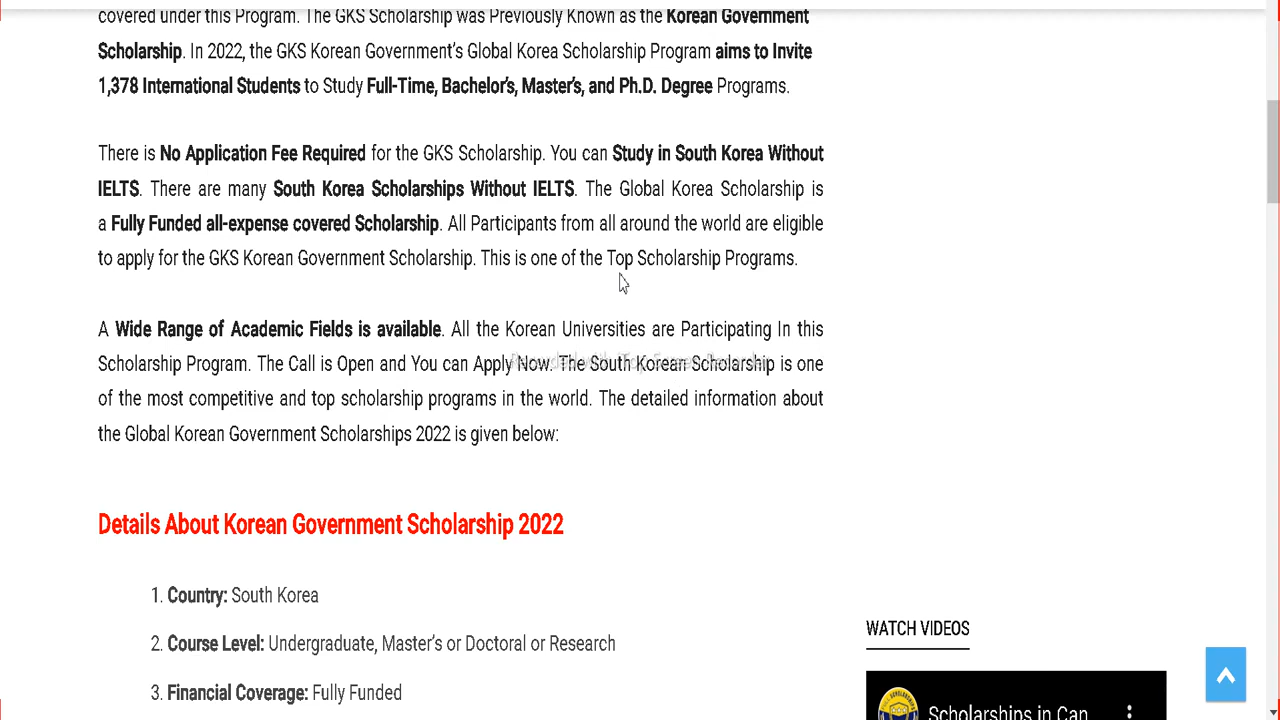 covered under this Program. The GKS Scholarship was Previously Known as the Korean Government
Scholarship. In 2022, the GKS Korean Government's Global Korea Scholarship Program aims to Invite
1,378 International Students to Study Full-Time, Bachelor's, Master's, and Ph.D. Degree Programs.
There is No Application Fee Required for the GKS Scholarship. You can Study in South Korea Without
IELTS. There are many South Korea Scholarships Without IELTS. The Global Korea Scholarship is
a Fully Funded all-expense covered Scholarship. All Participants from all around the world are eligible
to apply for the GKS Korean Government Scholarship. This is one of the Top Scholarship Programs.
A Wide Range of Academic Fields is available. All the Korean Universities are Participating In this
Scholarship Program. The Call is Open and You can Apply Now. The South Korean Scholarship is one
of the most competitive and top scholarship programs in the world. The detailed information about
the Global Korean Government Scholarships 2022 is given below:
Details About Korean Government Scholarship 2022
1. Country: South Korea
2. Course Level: Undergraduate, Master's or Doctoral or Research
3. Financial Coverage: Fully Funded
WATCH VIDEOS
Scholarships in Can